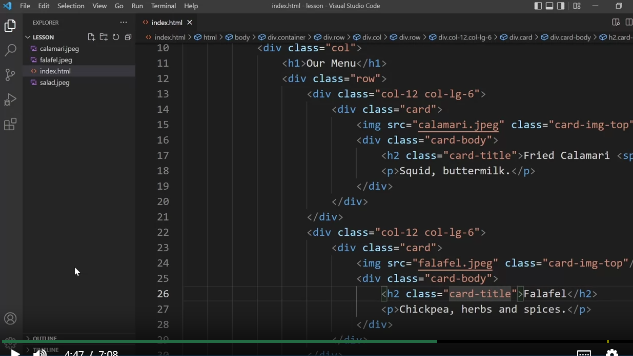 File Edit Selection View Go Run Terminal Help
index.html - lesson - Visual Studio Code
EXPLORER
index.html
LESSON
calamari.jpeg
falafel.jpeg
index.html
salad.jpeg
index.html > html > body > div.container > div.row > div.col > div.row > div.col-12.col-lg-6 > div.card > div.card-body > h2.card-
10 <div class="col">
11 <h1>Our Menu</h1>
12 <div class="row">
13 <div class="col-12 col-lg-6">
14 <div class="card">
15 <img src="calamari.jpeg" class="card-img-top"
16 <div class="card-body">
17 <h2 class="card-title">Fried Calamari <sp
18 <p>Squid, buttermilk.</p>
19 </div>
20 </div>
21 </div>
22 <div class="col-12 col-lg-6">
23 <div class="card">
24 <img src="falafel.jpeg" class="card-img-top"/
25 <div class="card-body">
26 <h2 class="card-title">Falafel</h2>
27 <p>Chickpea, herbs and spices.</p>
28 </div>
29 </div>
OUTLINE
TIMELINE
4:47 / 7:08